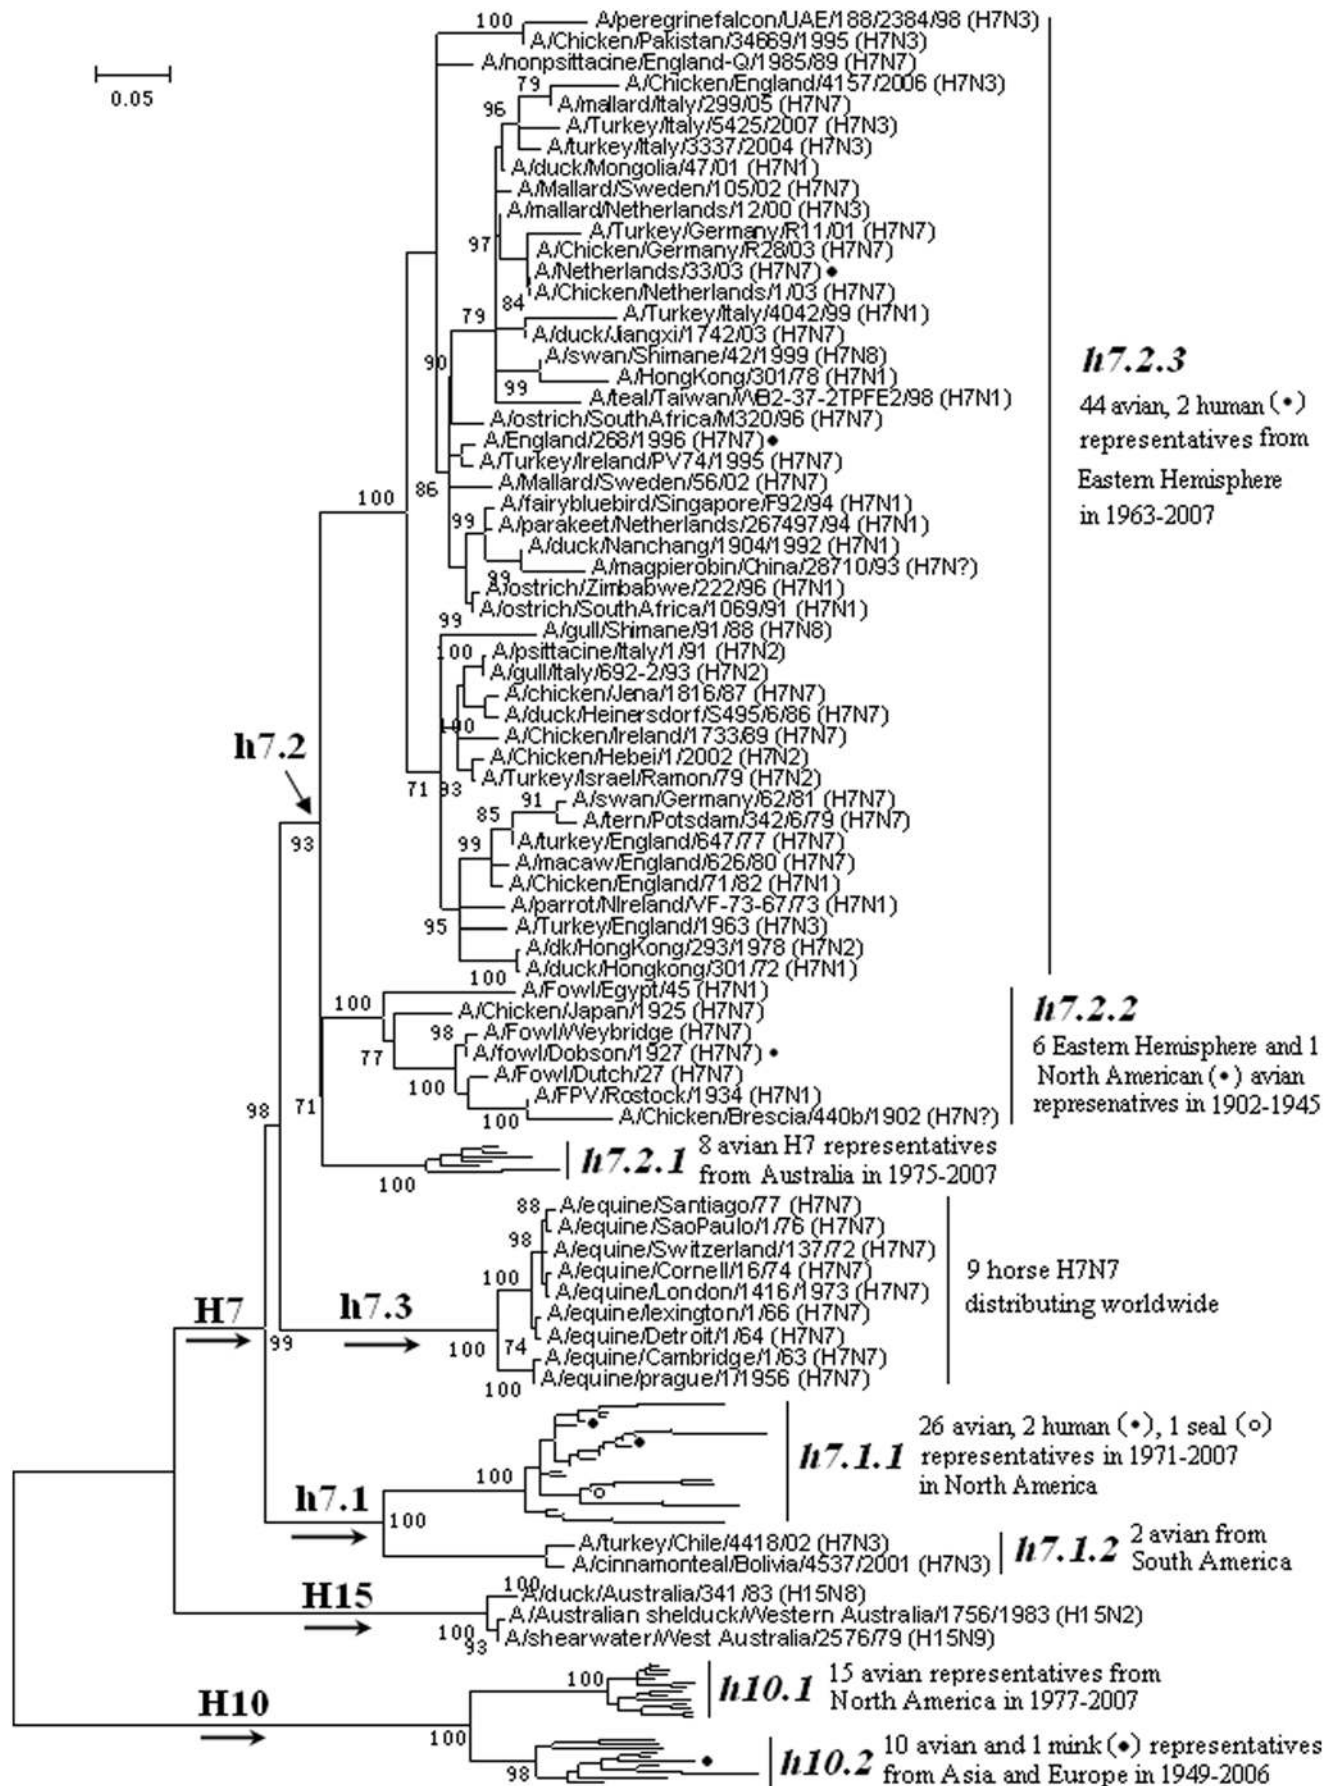 100 A/peregrinefalcon/UAE/188/2384/98 (H7N3)
A/Chicken/Pakistan/34669/1995 (H7N3)
A/nonpsittacine/England-Q/1985/89 (H7N7)
0.05
79 A/Chicken/England/4157/2006 (H7N3)
96 A/mallard/Italy/299/05 (H7N7)
A/Turkey/Italy/5425/2007 (H7N3)
A/turkey/Italy/3337/2004 (H7N3)
A/duck/Mongolia/47/01 (H7N1)
A/Mallard/Sweden/105/02 (H7N7)
A/mallard/Netherlands/12/00 (H7N3)
A/Turkey/Germany/R11/01 (H7N7)
97 A/Chicken/Germany/R28/03 (H7N7)
A/Netherlands/33/03 (H7N7) •
84 A/Chicken/Netherlands/1/03 (H7N7)
79 A/Turkey/Italy/4042/99 (H7N1)
A/duck/Jiangxi/1742/03 (H7N7)
90 A/swan/Shimane/42/1999 (H7N8)
99 A/HongKong/301/78 (H7N1)
A/teal/Taiwan/WB2-37-2TPFE2/98 (H7N1)
A/ostrich/SouthAfrica/M320/96 (H7N7)
A/England/268/1996 (H7N7) •
A/Turkey/Ireland/PV74/1995 (H7N7)
100 86 A/Mallard/Sweden/56/02 (H7N7)
A/fairybluebird/Singapore/F92/94 (H7N1)
99 A/parakeet/Netherlands/267497/94 (H7N1)
A/duck/Nanchang/1904/1992 (H7N1)
99 A/magpierobin/China/28710/93 (H7N?)
A/ostrich/Zimbabwe/222/96 (H7N1)
A/ostrich/SouthAfrica/1069/91 (H7N1)
99 A/gull/Shimane/91/88 (H7N8)
100 A/psittacine/Italy/1/91 (H7N2)
A/gull/Italy/692-2/93 (H7N2)
A/chicken/Jena/1816/87 (H7N7)
A/duck/Heinersdorf/S495/6/86 (H7N7)
100 A/Chicken/Ireland/1733/89 (H7N7)
A/Chicken/Hebei/1/2002 (H7N2)
71 93 A/Turkey/Israel/Ramon/79 (H7N2)
91 A/swan/Germany/62/81 (H7N7)
85 A/tern/Potsdam/342/6/79 (H7N7)
99 A/turkey/England/647/77 (H7N7)
A/macaw/England/626/80 (H7N7)
A/Chicken/England/71/82 (H7N1)
A/parrot/NIreland/VF-73-67/73 (H7N1)
95 A/Turkey/England/1963 (H7N3)
A/dk/HongKong/293/1978 (H7N2)
100 A/duck/Hongkong/301/72 (H7N1)
h7.2.3
44 avian, 2 human (•)
representatives from
Eastern Hemisphere
in 1963-2007
h7.2
93
100 A/Fowl/Egypt/45 (H7N1)
A/Chicken/Japan/1925 (H7N7)
98 A/Fowl/Weybridge (H7N7)
77 A/fowl/Dobson/1927 (H7N7) •
100 A/Fowl/Dutch/27 (H7N7)
A/FPV/Rostock/1934 (H7N1)
100 A/Chicken/Brescia/440b/1902 (H7N?)
h7.2.2
6 Eastern Hemisphere and 1
North American (•) avian
represenatives in 1902-1945
98 71
100
h7.2.1 8 avian H7 representatives
from Australia in 1975-2007
88 A/equine/Santiago/77 (H7N7)
A/equine/SaoPaulo/1/76 (H7N7)
98 A/equine/Switzerland/137/72 (H7N7)
A/equine/Cornell/16/74 (H7N7)
100 A/equine/London/1416/1973 (H7N7)
A/equine/lexington/1/66 (H7N7)
A/equine/Detroit/1/64 (H7N7)
100 74 A/equine/Cambridge/1/63 (H7N7)
100 A/equine/prague/1/1956 (H7N7)
9 horse H7N7
distributing worldwide
H7 h7.3
99
100
h7.1.1 26 avian, 2 human (•), 1 seal (o)
representatives in 1971-2007
in North America
h7.1
100
A/turkey/Chile/4418/02 (H7N3)
A/cinnamonteal/Bolivia/4537/2001 (H7N3)
h7.1.2 2 avian from
South America
H15
100 A/duck/Australia/341/83 (H15N8)
A/Australian shelduck/Western Australia/1756/1983 (H15N2)
100 93 A/shearwater/West Australia/2576/79 (H15N9)
H10
100
100 h10.1 15 avian representatives from
North America in 1977-2007
98 h10.2 10 avian and 1 mink (•) representatives
from Asia and Europe in 1949-2006